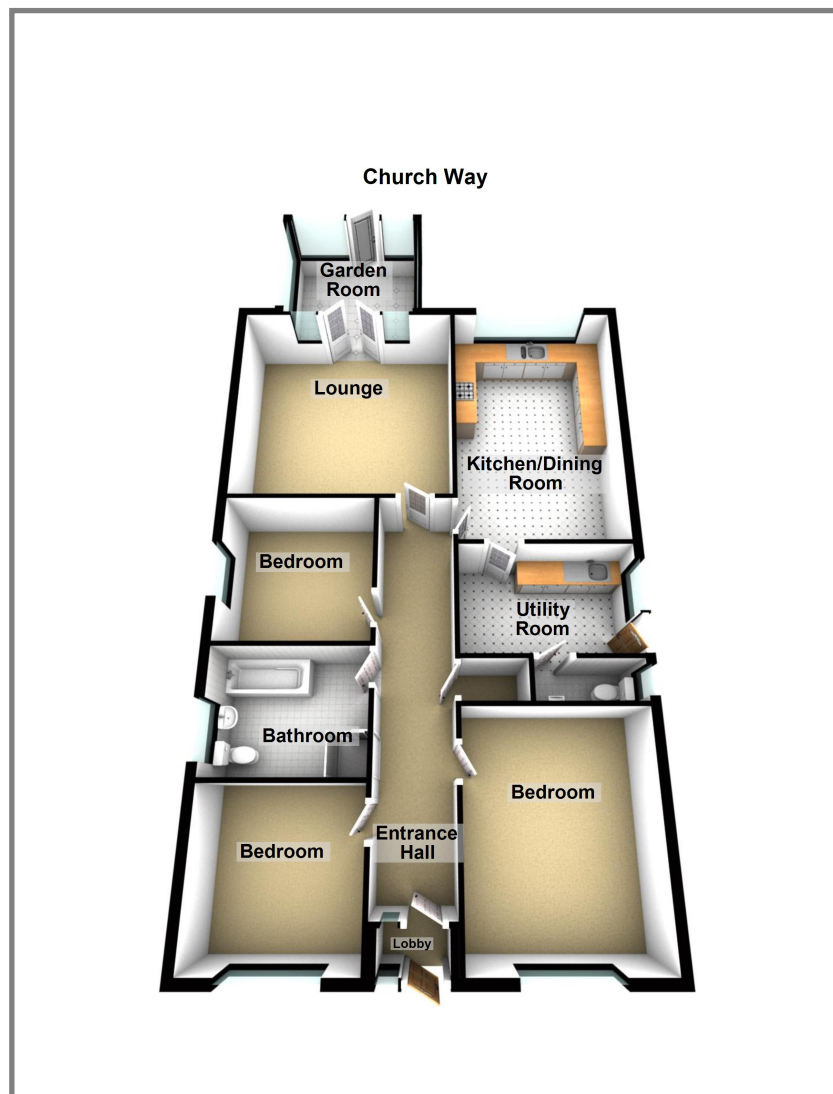 Church Way
Garden
Room
Lounge
Kitchen/Dining
Room
Bedroom
Utility
Room
Bathroom
Bedroom
Entrance
Hall
Bedroom
Lobby